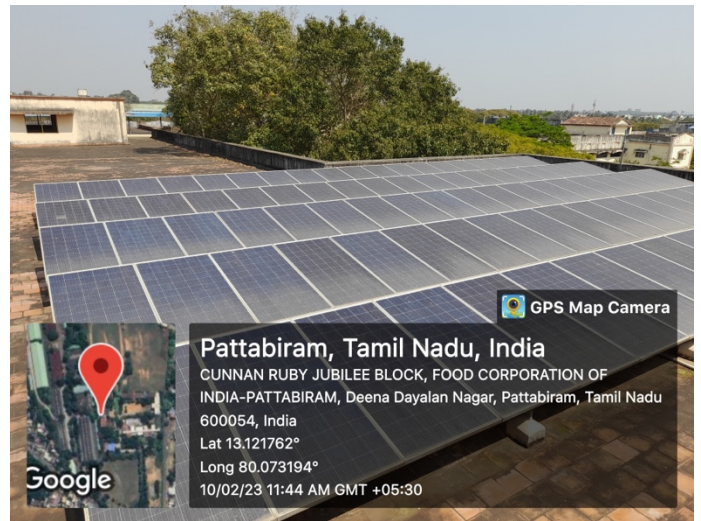 GPS Map Camera
Pattabiram, Tamil Nadu, India
CUNNAN RUBY JUBILEE BLOCK, FOOD CORPORATION OF
INDIA-PATTABIRAM, Deena Dayalan Nagar, Pattabiram, Tamil Nadu
600054, India
Lat 13.121762°
Long 80.073194°
10/02/23 11:44 AM GMT +05:30
Google